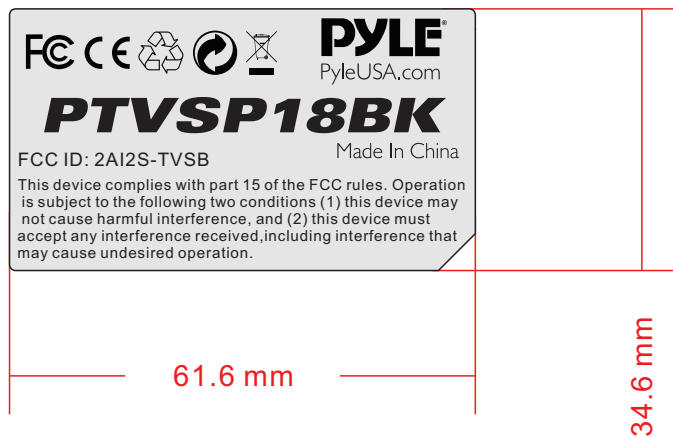 FC CE PYLE®
PyleUSA.com
PTVSP18BK
Made In China
FCC ID: 2AI2S-TVSB
This device complies with part 15 of the FCC rules. Operation
is subject to the following two conditions (1) this device may
not cause harmful interference, and (2) this device must
accept any interference received,including interference that
may cause undesired operation.
61.6 mm
34.6 mm